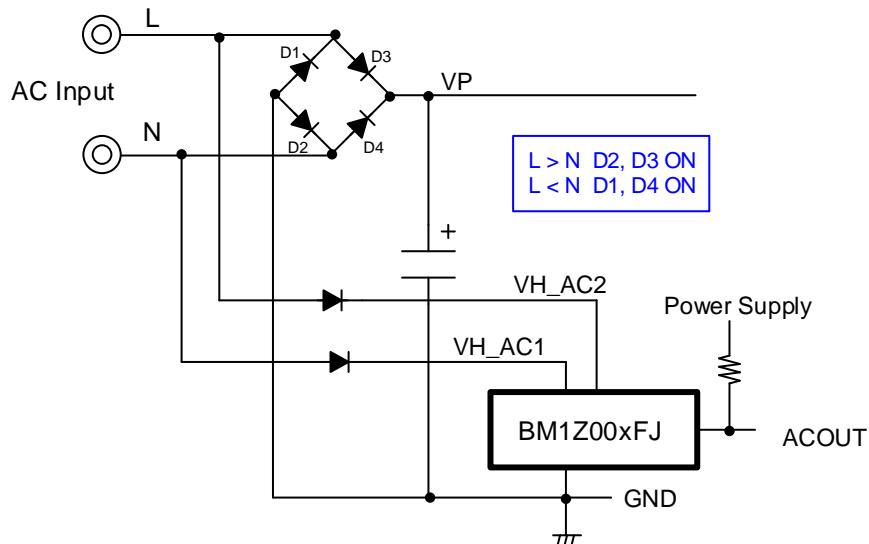 L
D1
D3
AC Input
VP
N
D2
D4
L > N D2, D3 ON
L < N D1, D4 ON
+
VH_AC2
Power Supply
VH_AC1
BM1Z00xFJ
ACOUT
GND